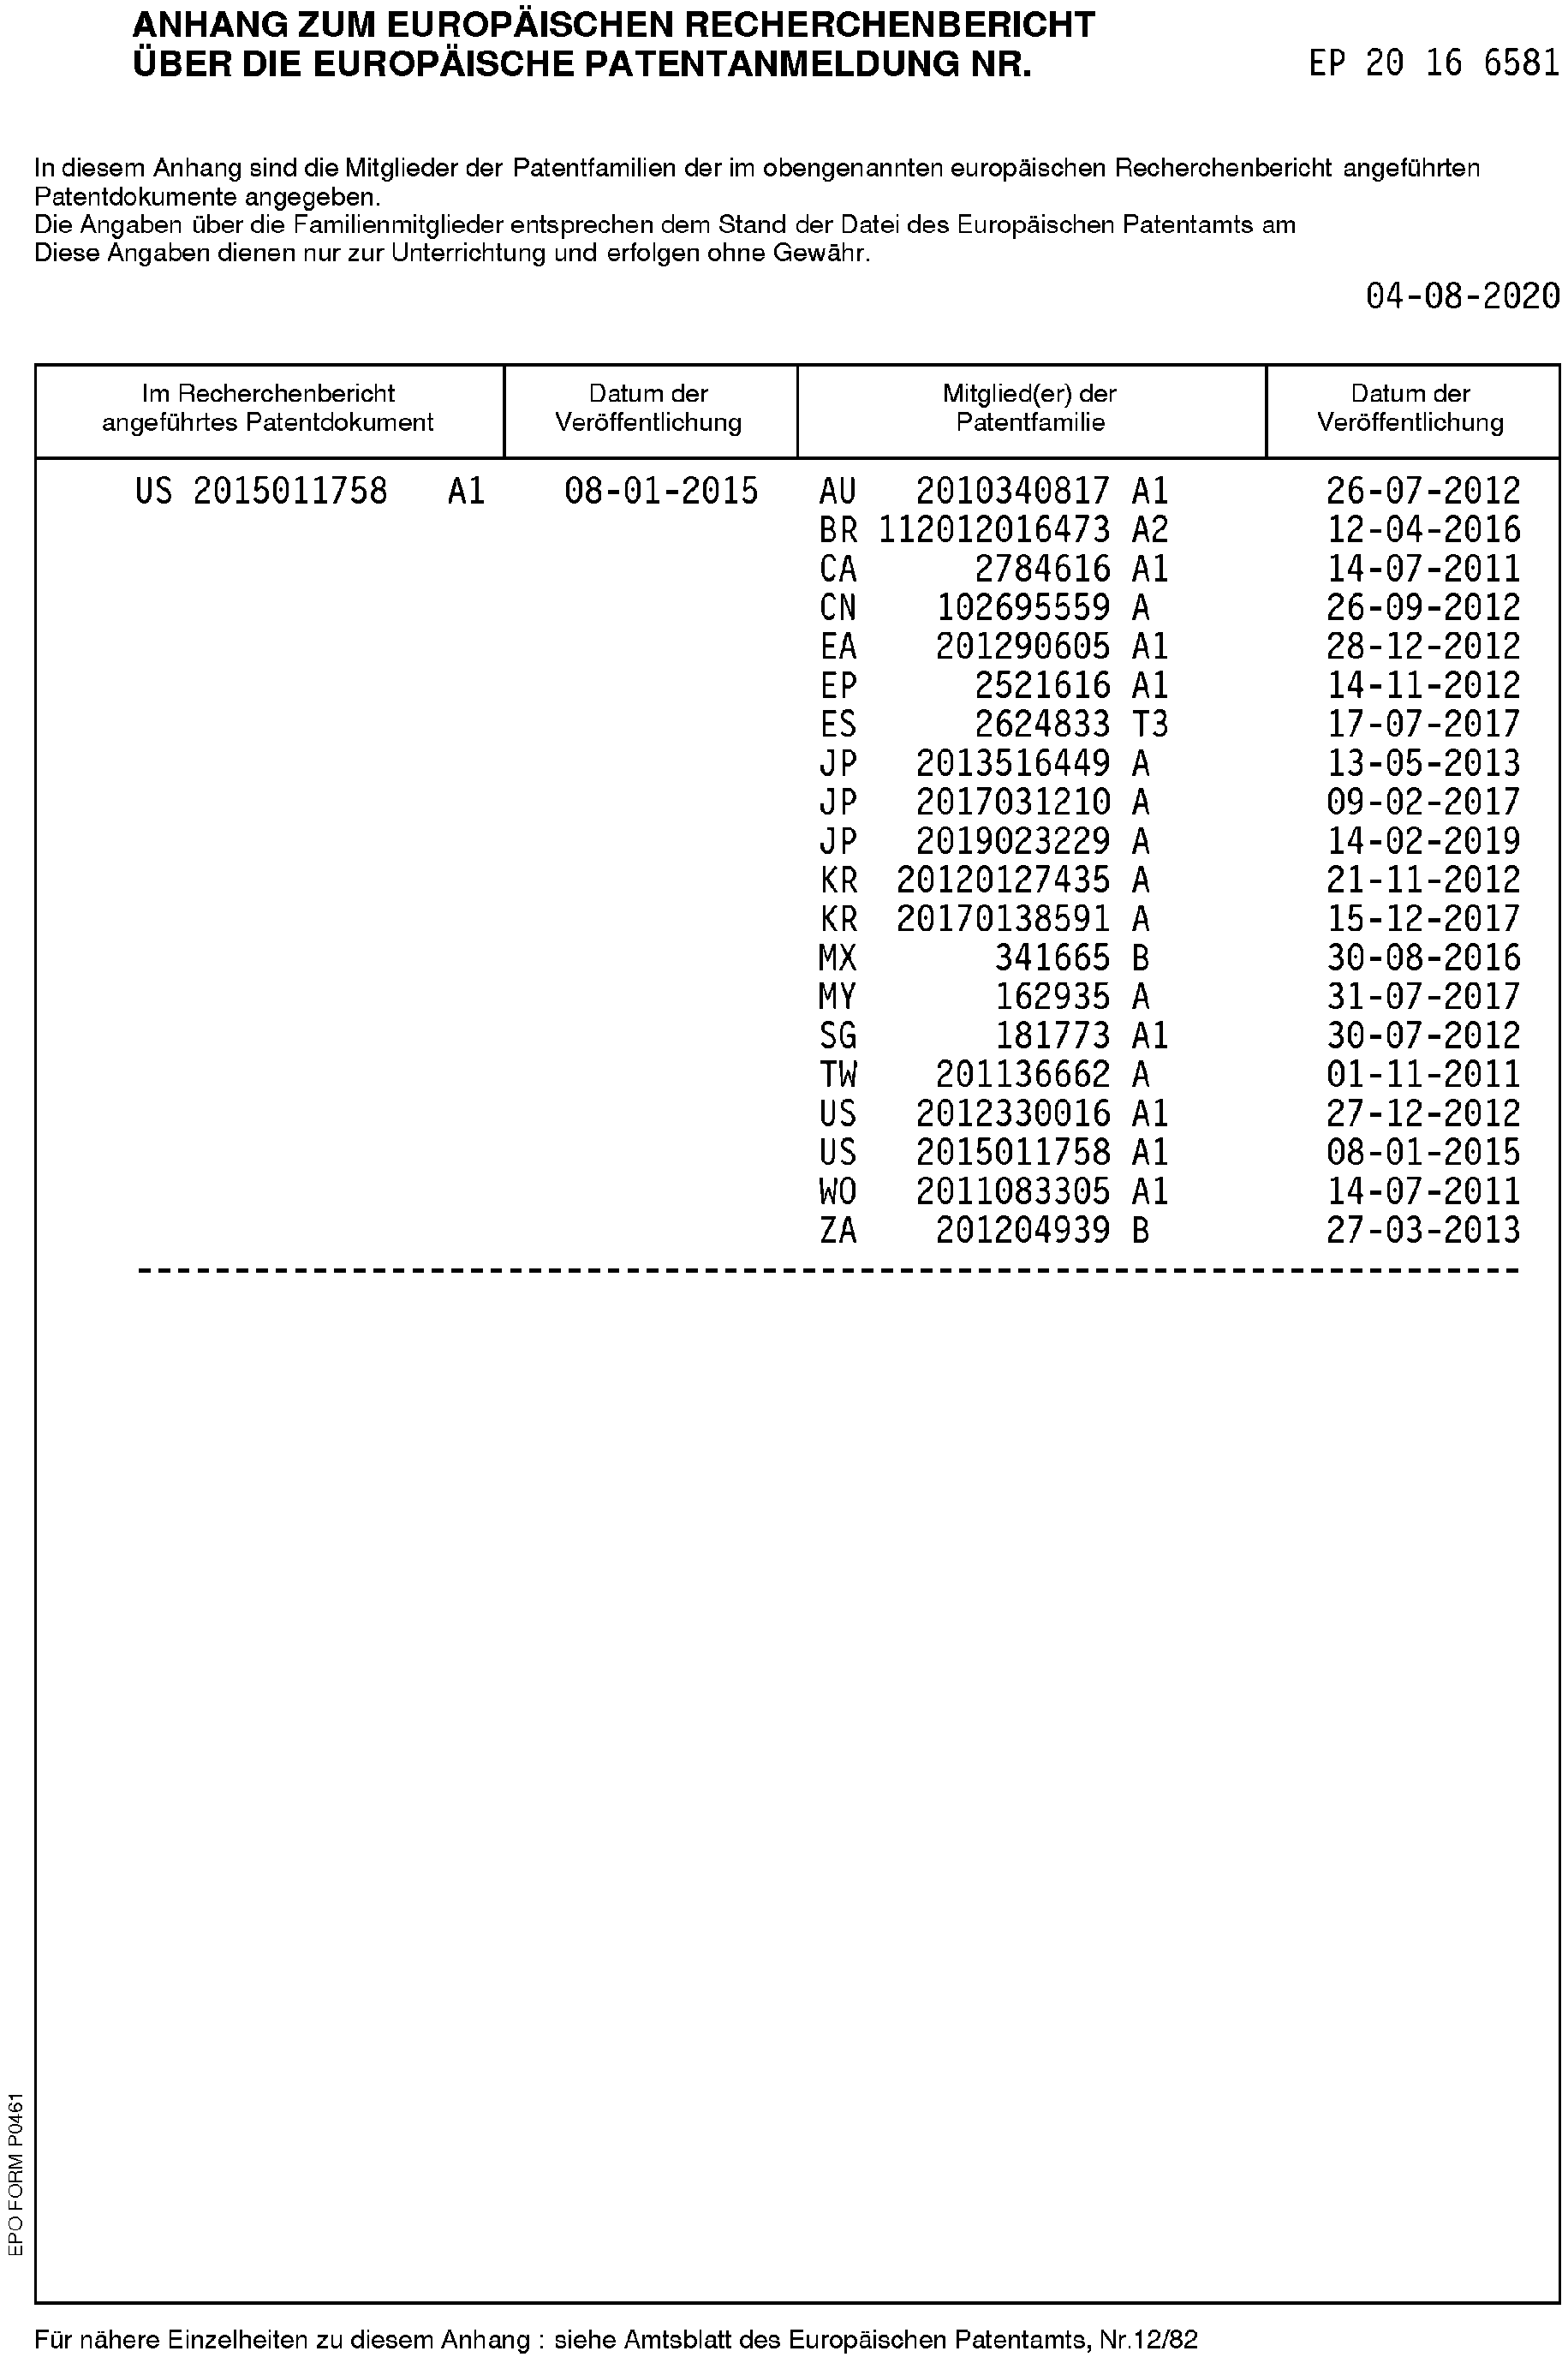 ANHANG ZUM EUROPÄISCHEN RECHERCHENBERICHT
ÜBER DIE EUROPÄISCHE PATENTANMELDUNG NR. EP 20 16 6581
In diesem Anhang sind die Mitglieder der Patentfamilien der im obengenannten europäischen Recherchenbericht angeführten
Patentdokumente angegeben.
Die Angaben über die Familienmitglieder entsprechen dem Stand der Datei des Europäischen Patentamts am
Diese Angaben dienen nur zur Unterrichtung und erfolgen ohne Gewähr.
04-08-2020
Im Recherchenbericht angeführtes Patentdokument
Datum der Veröffentlichung
Mitglied(er) der Patentfamilie
Datum der Veröffentlichung
US 2015011758 A1 08-01-2015 AU 2010340817 A1 26-07-2012
BR 112012016473 A2 12-04-2016
CA 2784616 A1 14-07-2011
CN 102695559 A 26-09-2012
EA 201290605 A1 28-12-2012
EP 2521616 A1 14-11-2012
ES 2624833 T3 17-07-2017
JP 2013516449 A 13-05-2013
JP 2017031210 A 09-02-2017
JP 2019023229 A 14-02-2019
KR 20120127435 A 21-11-2012
KR 20170138591 A 15-12-2017
MX 341665 B 30-08-2016
MY 162935 A 31-07-2017
SG 181773 A1 30-07-2012
TW 201136662 A 01-11-2011
US 2012330016 A1 27-12-2012
US 2015011758 A1 08-01-2015
WO 2011083305 A1 14-07-2011
ZA 201204939 B 27-03-2013
EPO FORM P0461
Für nähere Einzelheiten zu diesem Anhang : siehe Amtsblatt des Europäischen Patentamts, Nr.12/82